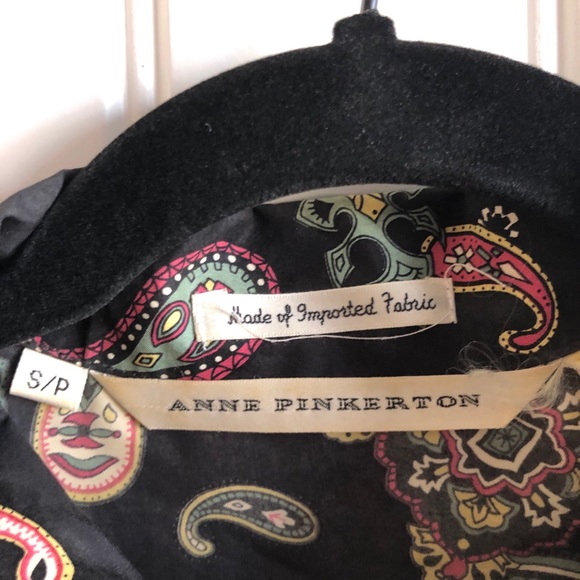 Made of Imported Fabric
S/P
ANNE PINKERTON